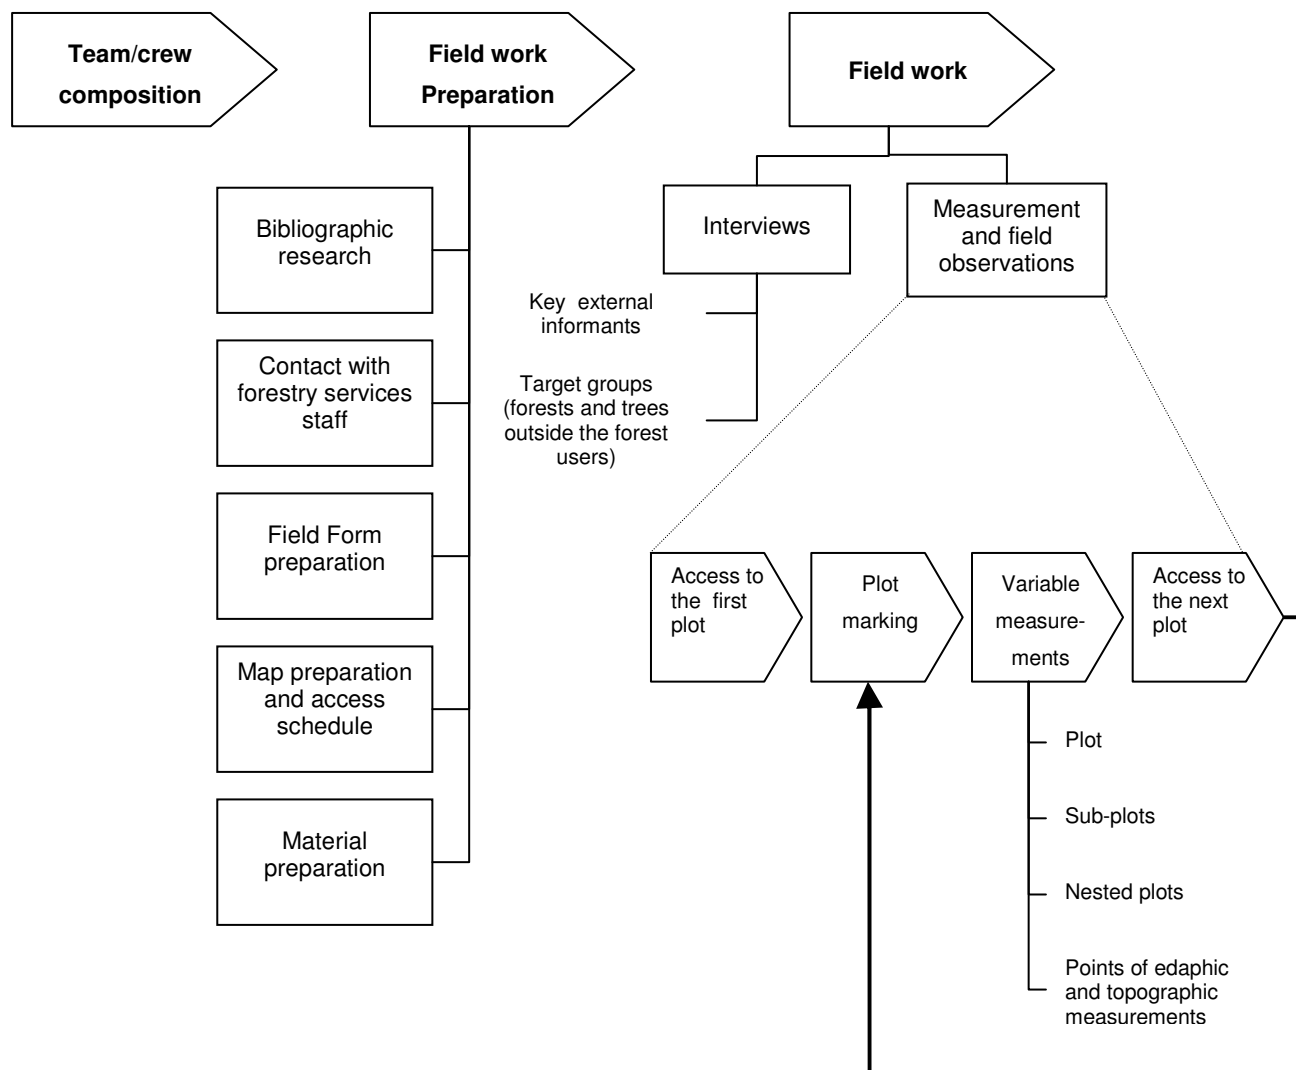 Team/crew
composition
Field work
Preparation
Field work
Bibliographic
research
Contact with
forestry services
staff
Field Form
preparation
Map preparation
and access
schedule
Material
preparation
Interviews
Key external
informants
Target groups
(forests and trees
outside the forest
users)
Measurement
and field
observations
Access to
the first
plot
Plot
marking
Variable
measure-
ments
Access to
the next
plot
Plot
Sub-plots
Nested plots
Points of edaphic
and topographic
measurements